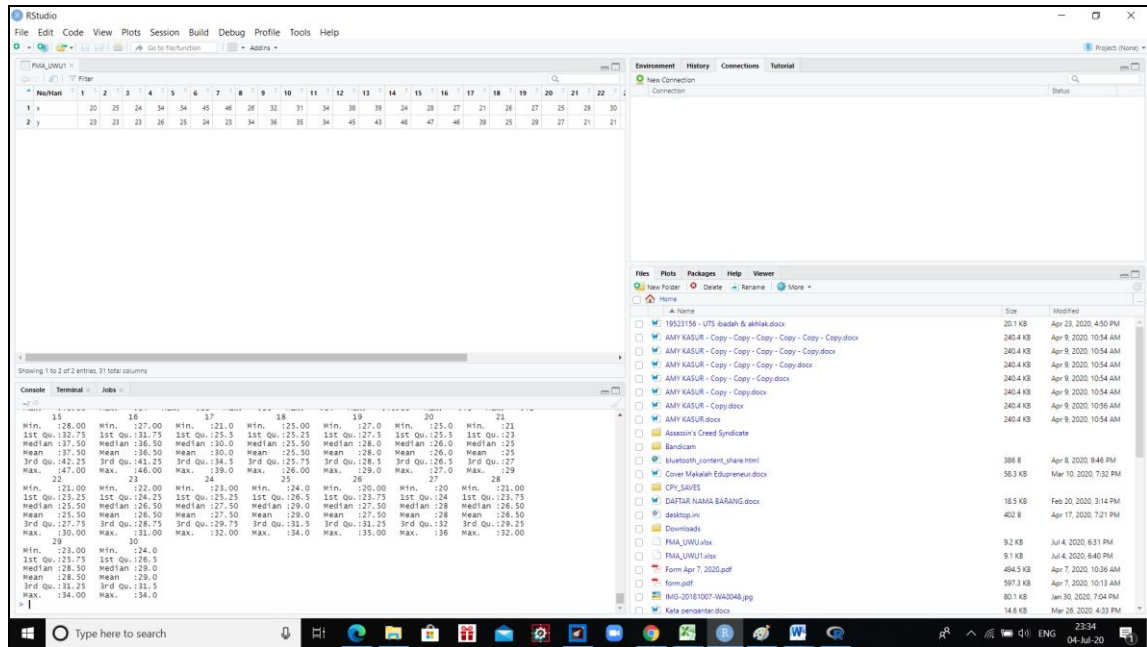 RStudio
File Edit Code View Plots Session Build Debug Profile Tools Help
Go to file/function Addins
Project: (None)
FMA_UWU1
Filter
No/Hari 1 2 3 4 5 6 7 8 9 10 11 12 13 14 15 16 17 18 19 20 21 22
1 x 20 25 24 34 34 45 46 26 32 31 34 38 39 24 28 27 21 26 27 25 29 30
2 y 23 23 23 26 25 24 23 34 36 35 34 45 43 45 47 46 39 25 29 27 21 21
Showing 1 to 2 of 2 entries, 31 total columns
Console Terminal Jobs
~/
15 16 17 18 19 20 21
Min. :28.00 Min. :27.00 Min. :21.0 Min. :25.00 Min. :27.0 Min. :25.0 Min. :21
1st Qu.:32.75 1st Qu.:31.75 1st Qu.:25.5 1st Qu.:25.25 1st Qu.:27.5 1st Qu.:25.5 1st Qu.:23
Median :37.50 Median :36.50 Median :30.0 Median :25.50 Median :28.0 Median :26.0 Median :25
Mean :37.50 Mean :36.50 Mean :30.0 Mean :25.50 Mean :28.0 Mean :26.0 Mean :25
3rd Qu.:42.25 3rd Qu.:41.25 3rd Qu.:34.5 3rd Qu.:25.75 3rd Qu.:28.5 3rd Qu.:26.5 3rd Qu.:27
Max. :47.00 Max. :46.00 Max. :39.0 Max. :26.00 Max. :29.0 Max. :27.0 Max. :29
22 23 24 25 26 27 28
Min. :21.00 Min. :22.00 Min. :23.00 Min. :24.0 Min. :20.00 Min. :20 Min. :21.00
1st Qu.:23.25 1st Qu.:24.25 1st Qu.:25.25 1st Qu.:26.5 1st Qu.:23.75 1st Qu.:24 1st Qu.:23.75
Median :25.50 Median :26.50 Median :27.50 Median :29.0 Median :27.50 Median :28 Median :26.50
Mean :25.50 Mean :26.50 Mean :27.50 Mean :29.0 Mean :27.50 Mean :28 Mean :26.50
3rd Qu.:27.75 3rd Qu.:28.75 3rd Qu.:29.75 3rd Qu.:31.5 3rd Qu.:31.25 3rd Qu.:32 3rd Qu.:29.25
Max. :30.00 Max. :31.00 Max. :32.00 Max. :34.0 Max. :35.00 Max. :36 Max. :32.00
29 30
Min. :23.00 Min. :24.0
1st Qu.:25.75 1st Qu.:26.5
Median :28.50 Median :29.0
Mean :28.50 Mean :29.0
3rd Qu.:31.25 3rd Qu.:31.5
Max. :34.00 Max. :34.0
>
Environment History Connections Tutorial
New Connection
Connection Status
Files Plots Packages Help Viewer
New Folder Delete Rename More
Home
Name Size Modified
19523156 - UTS ibadah & akhlak.docx 20.1 KB Apr 23, 2020, 4:50 PM
AMY KASUR - Copy - Copy - Copy - Copy - Copy - Copy.docx 240.4 KB Apr 9, 2020, 10:54 AM
AMY KASUR - Copy - Copy - Copy - Copy.docx 240.4 KB Apr 9, 2020, 10:54 AM
AMY KASUR - Copy - Copy - Copy.docx 240.4 KB Apr 9, 2020, 10:54 AM
AMY KASUR - Copy - Copy.docx 240.4 KB Apr 9, 2020, 10:54 AM
AMY KASUR - Copy.docx 240.4 KB Apr 9, 2020, 10:56 AM
AMY KASUR.docx 240.4 KB Apr 9, 2020, 10:54 AM
Assassin's Creed Syndicate
Bandicam
bluetooth_content_share.html 386 B Apr 8, 2020, 9:46 PM
Cover Makalah Edupreneur.docx 58.3 KB Mar 10, 2020, 7:32 PM
CPY_SAVES
DAFTAR NAMA BARANG.docx 18.5 KB Feb 20, 2020, 3:14 PM
desktop.ini 402 B Apr 17, 2020, 7:21 PM
Downloads
FMA_UWU.xlsx 9.2 KB Jul 4, 2020, 6:31 PM
FMA_UWU1.xlsx 9.1 KB Jul 4, 2020, 6:40 PM
Form Apr 7, 2020.pdf 494.5 KB Apr 7, 2020, 10:36 AM
form.pdf 597.3 KB Apr 7, 2020, 10:13 AM
IMG-20181007-WA0048.jpg 80.1 KB Jan 30, 2020, 7:04 PM
Kata pengantar.docx 14.6 KB Mar 26, 2020, 4:33 PM
Type here to search
ENG
23:34
04-Jul-20